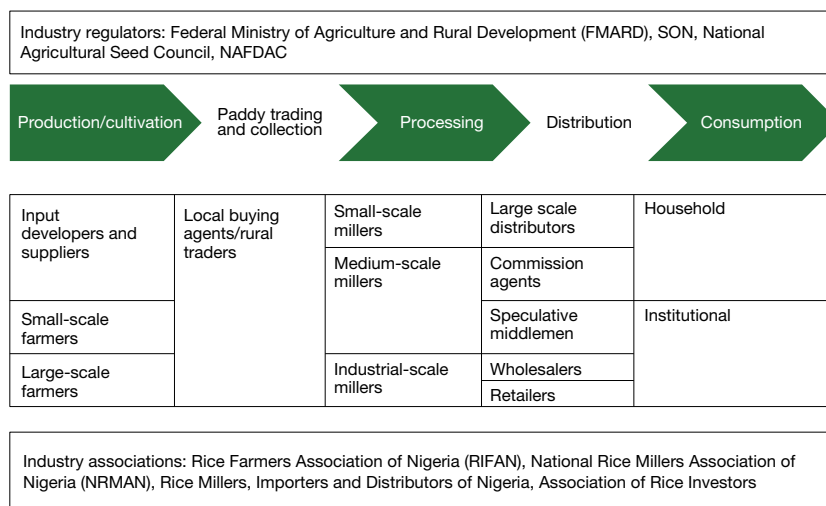 Industry regulators: Federal Ministry of Agriculture and Rural Development (FMARD), SON, National
Agricultural Seed Council, NAFDAC
Production/cultivation
Paddy trading
and collection
Processing
Distribution
Consumption
Input
developers and
suppliers
Small-scale
farmers
Large-scale
farmers
Local buying
agents/rural
traders
Small-scale
millers
Medium-scale
millers
Industrial-scale
millers
Large scale
distributors
Commission
agents
Speculative
middlemen
Wholesalers
Retailers
Household
Institutional
Industry associations: Rice Farmers Association of Nigeria (RIFAN), National Rice Millers Association of
Nigeria (NRMAN), Rice Millers, Importers and Distributors of Nigeria, Association of Rice Investors